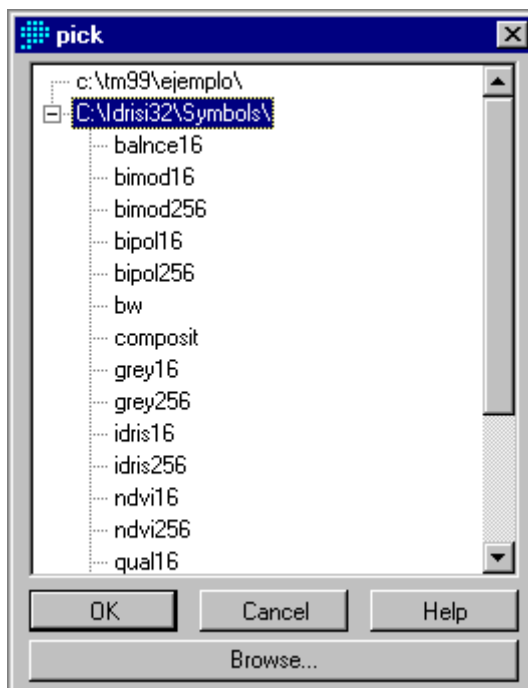 pick
c:\tm99\ejemplo\
C:\Idrisi32\Symbols\
balnce16
bimod16
bimod256
bipol16
bipol256
bw
composit
grey16
grey256
idris16
idris256
ndvi16
ndvi256
qual16
OK Cancel Help
Browse...